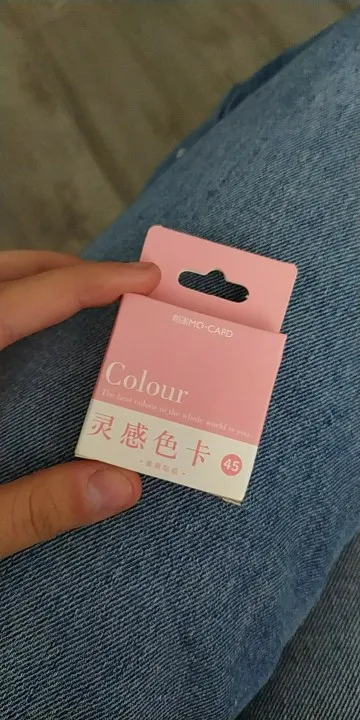 MO·CARD
Colour
The best colour in the whole world is you.
灵感色卡
45